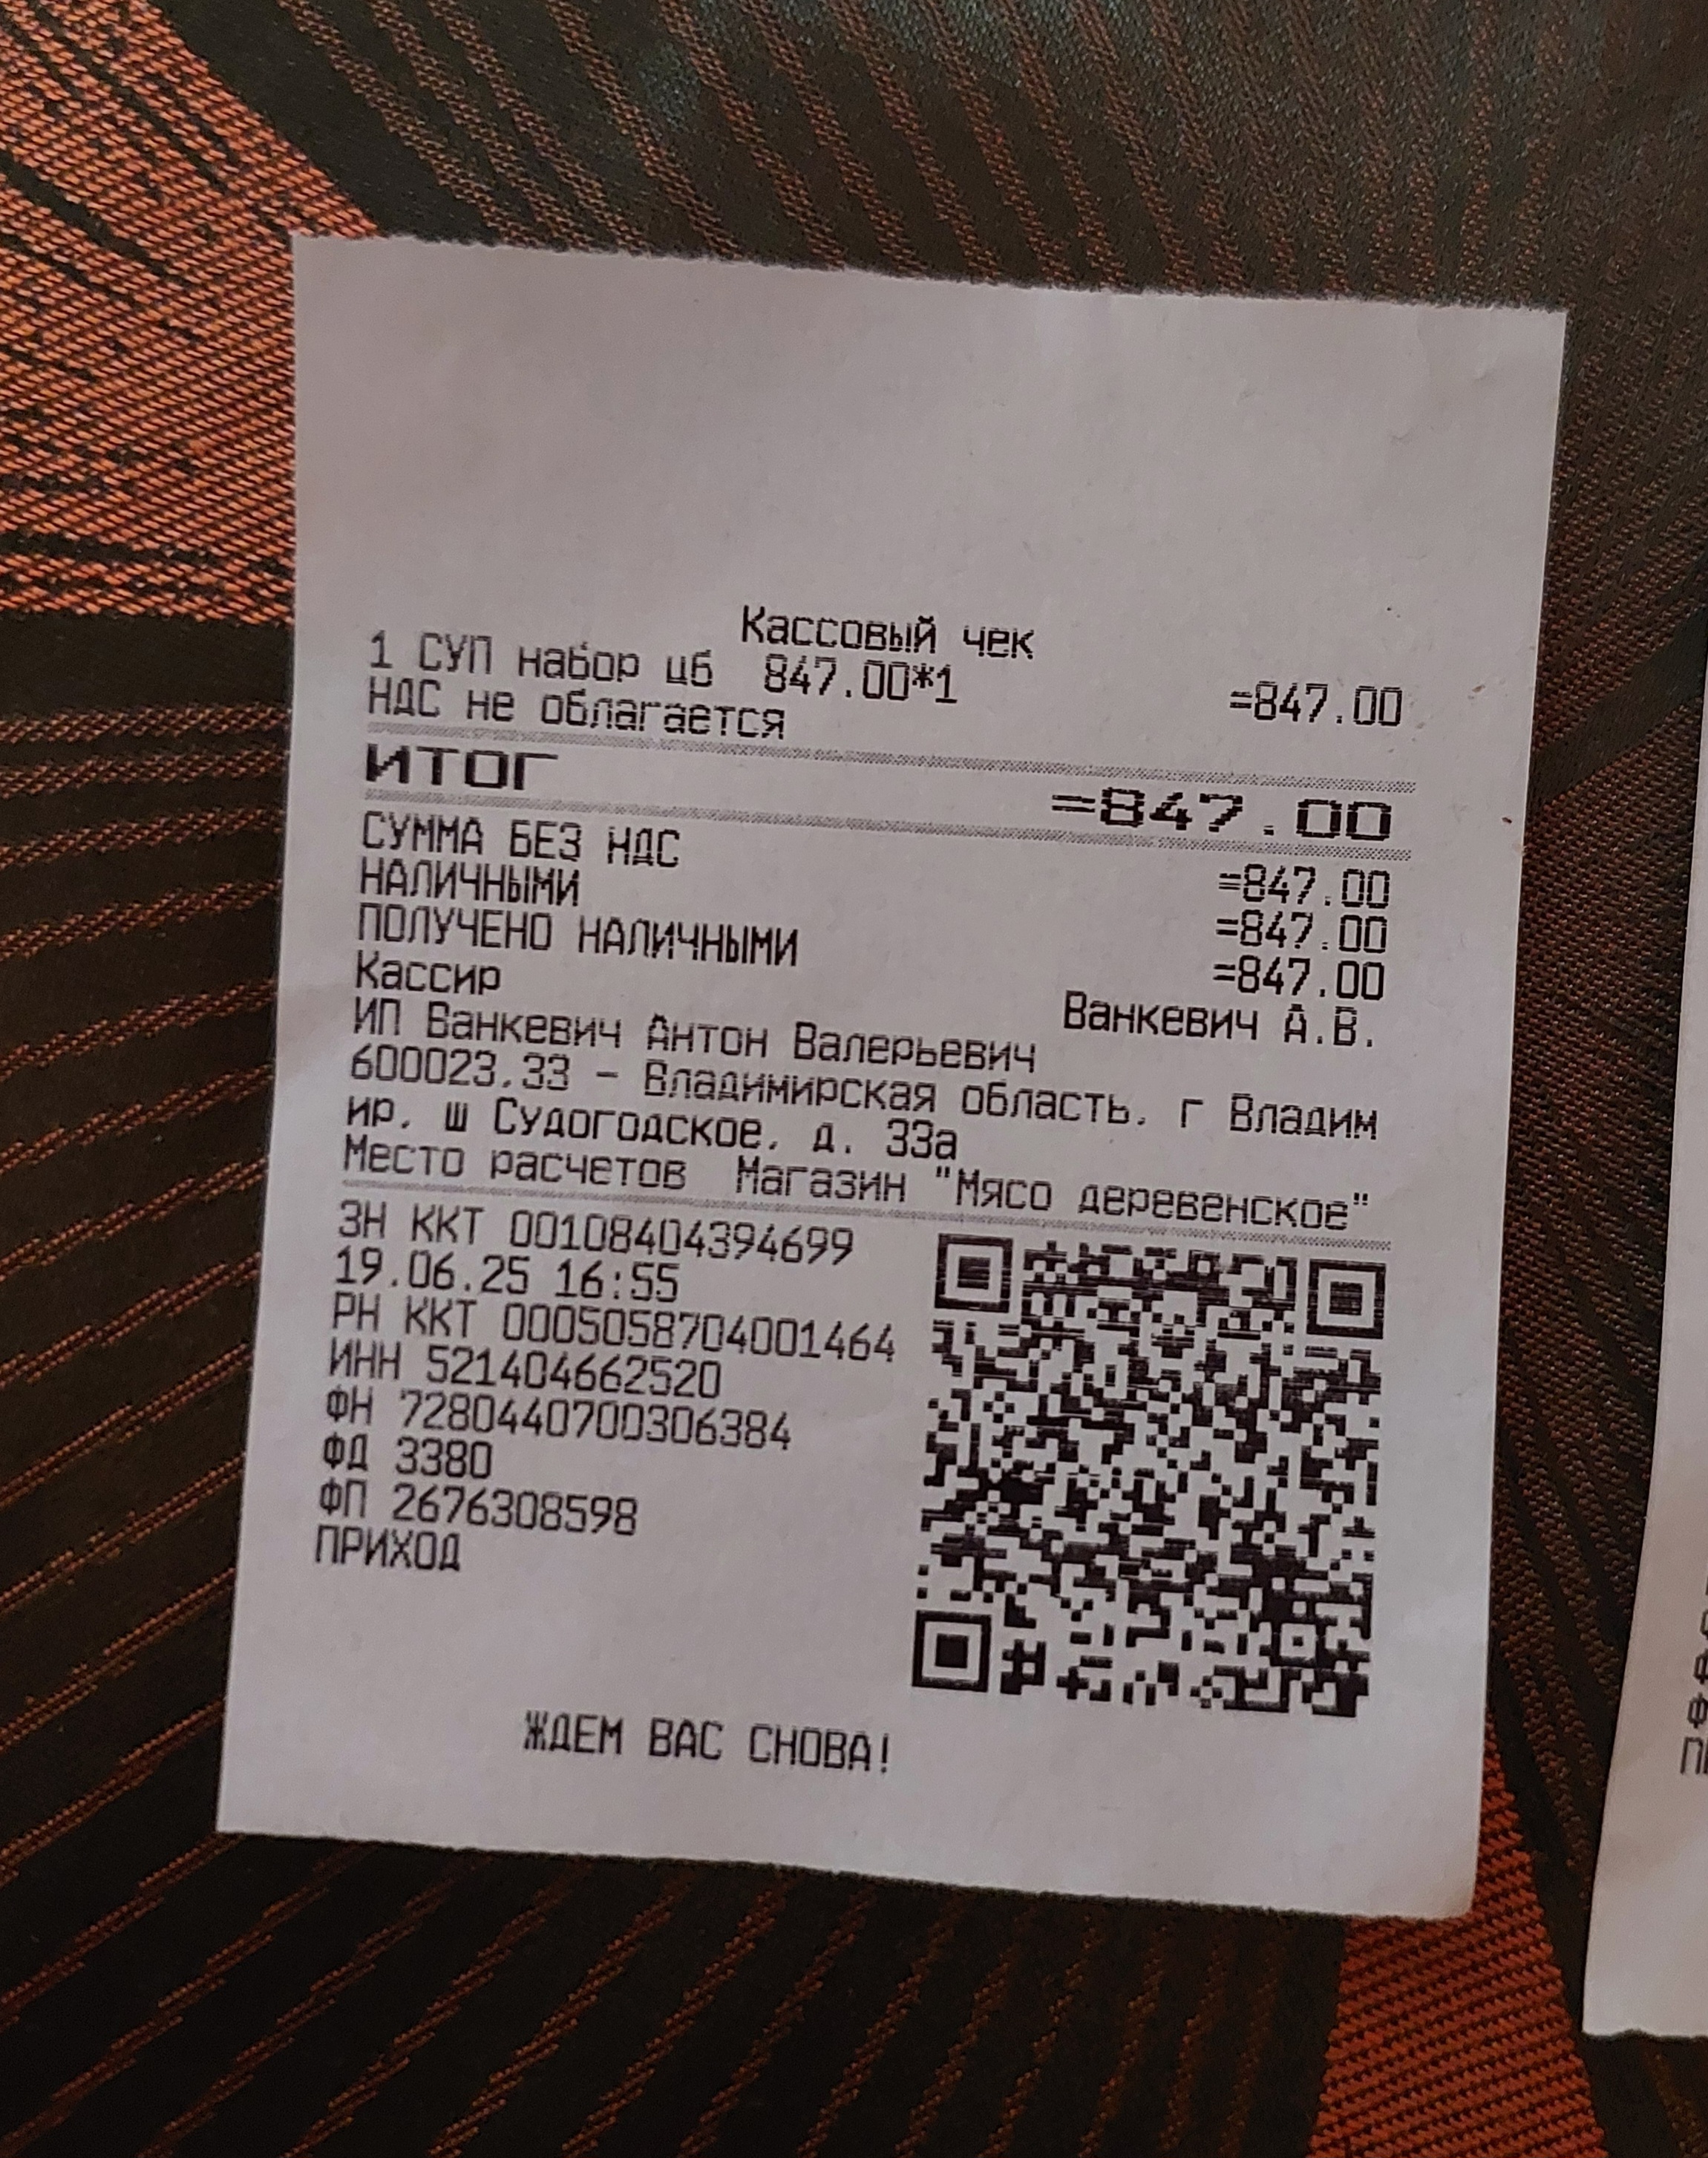 Кассовый чек
1 СУП набор цб 847.00*1 =847.00
НДС не облагается
ИТОГ =847.00
СУММА БЕЗ НДС =847.00
НАЛИЧНЫМИ =847.00
ПОЛУЧЕНО НАЛИЧНЫМИ =847.00
Кассир Ванкевич А.В.
ИП Ванкевич Антон Валерьевич
600023,33 - Владимирская область, г Владим
ир, ш Судогодское, д. 33а
Место расчетов Магазин "Мясо деревенское"
ЗН ККТ 00108404394699
19.06.25 16:55
РН ККТ 0005058704001464
ИНН 521404662520
ФН 7280440700306384
ФД 3380
ФП 2676308598
ПРИХОД
ЖДЕМ ВАС СНОВА!